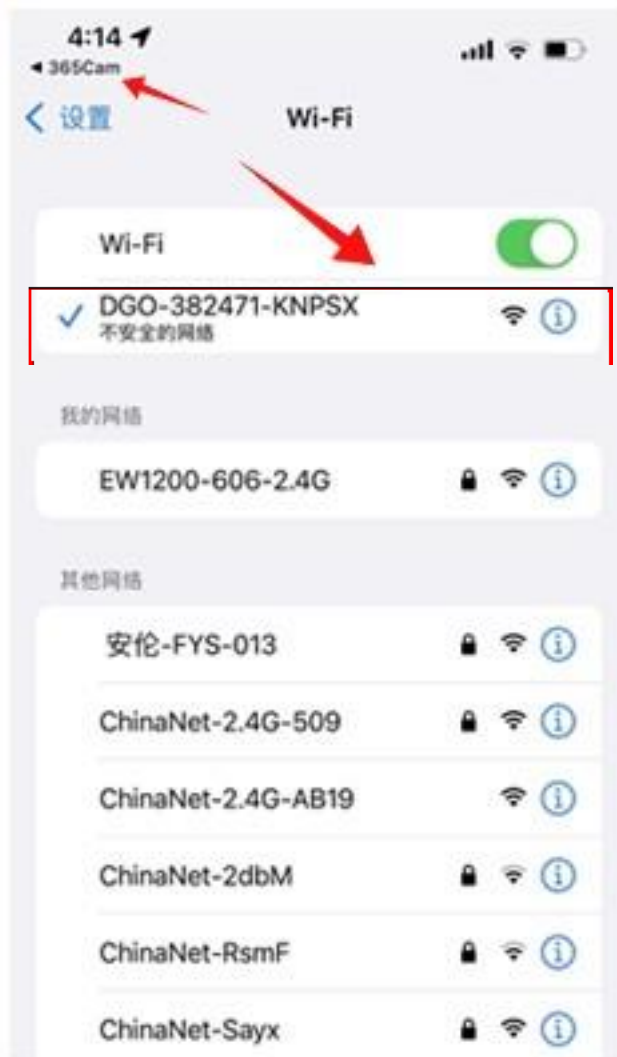 4:14
◀ 365Cam
设置
Wi-Fi
Wi-Fi
DGO-382471-KNPSX
不安全的网络
我的网络
EW1200-606-2.4G
其他网络
安伦-FYS-013
ChinaNet-2.4G-509
ChinaNet-2.4G-AB19
ChinaNet-2dbM
ChinaNet-RsmF
ChinaNet-Sayx